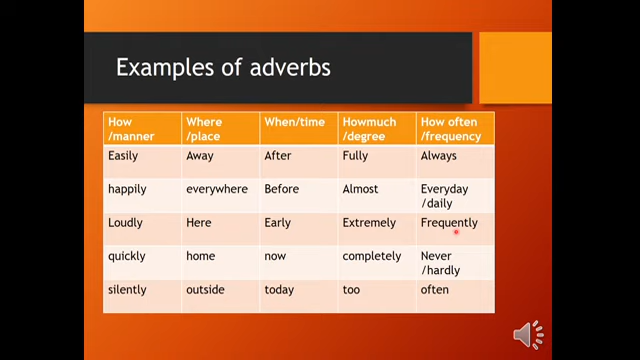 Examples of adverbs
How /manner
Where /place
When/time
Howmuch /degree
How often /frequency
Easily
Away
After
Fully
Always
happily
everywhere
Before
Almost
Everyday /daily
Loudly
Here
Early
Extremely
Frequently
quickly
home
now
completely
Never /hardly
silently
outside
today
too
often